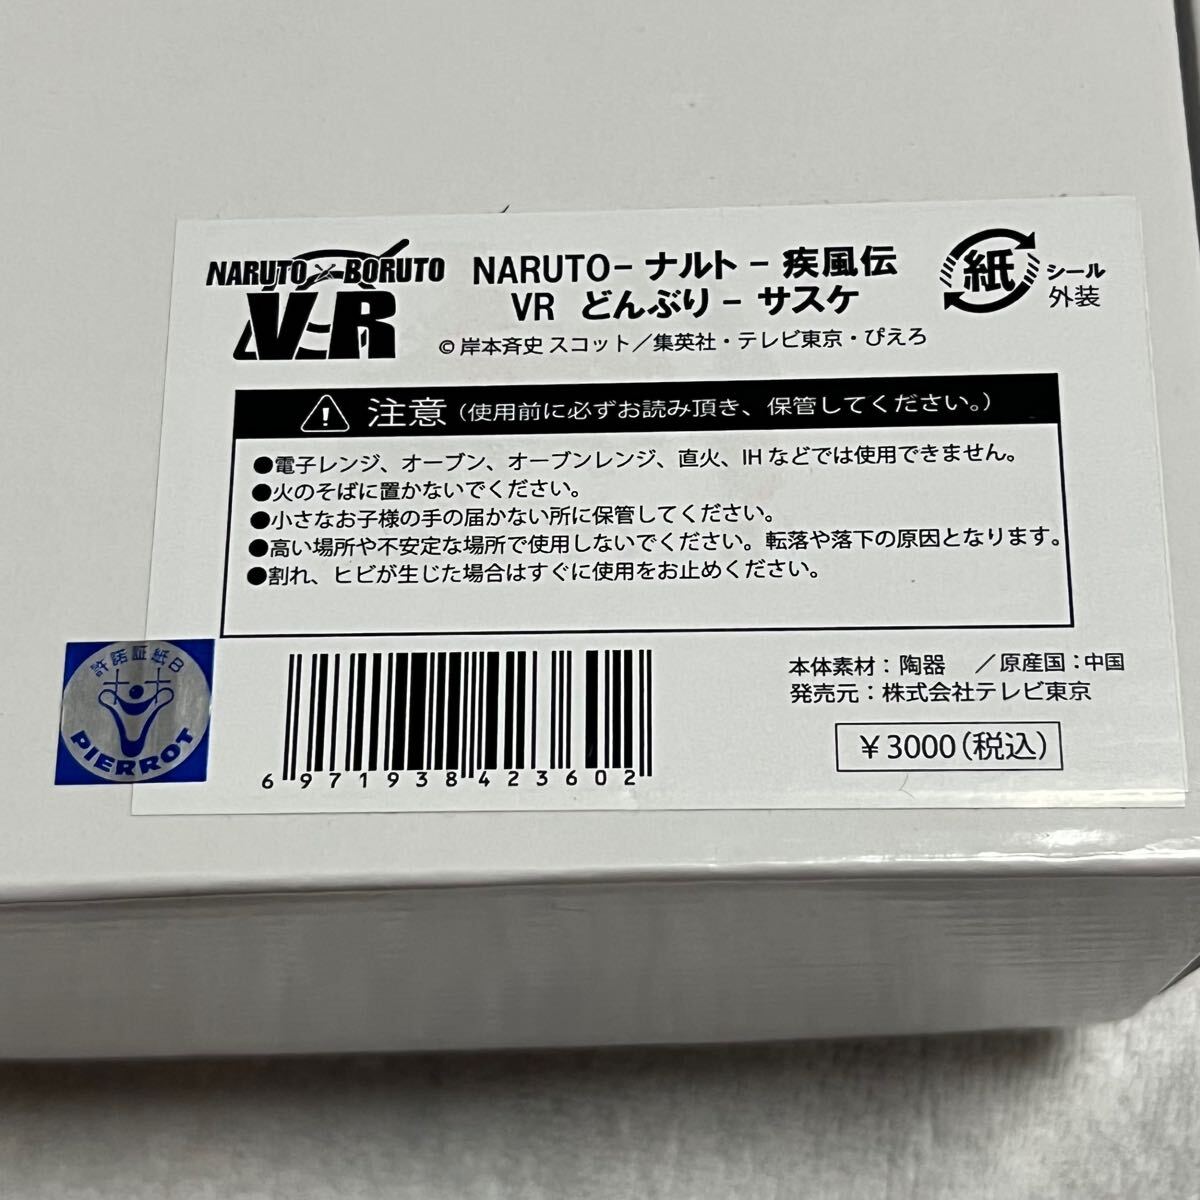 NARUTO×BORUTO
VR
NARUTO-ナルト-疾風伝
VR どんぶり-サスケ
©岸本斉史 スコット／集英社・テレビ東京・ぴえろ
紙
シール
外装
注意（使用前に必ずお読み頂き、保管してください。）
●電子レンジ、オーブン、オーブンレンジ、直火、IHなどでは使用できません。
●火のそばに置かないでください。
●小さなお子様の手の届かない所に保管してください。
●高い場所や不安定な場所で使用しないでください。転落や落下の原因となります。
●割れ、ヒビが生じた場合はすぐに使用をお止めください。
許諾証紙B
PIERROT
6971938423602
本体素材：陶器 ／原産国：中国
発売元：株式会社テレビ東京
￥3000（税込）